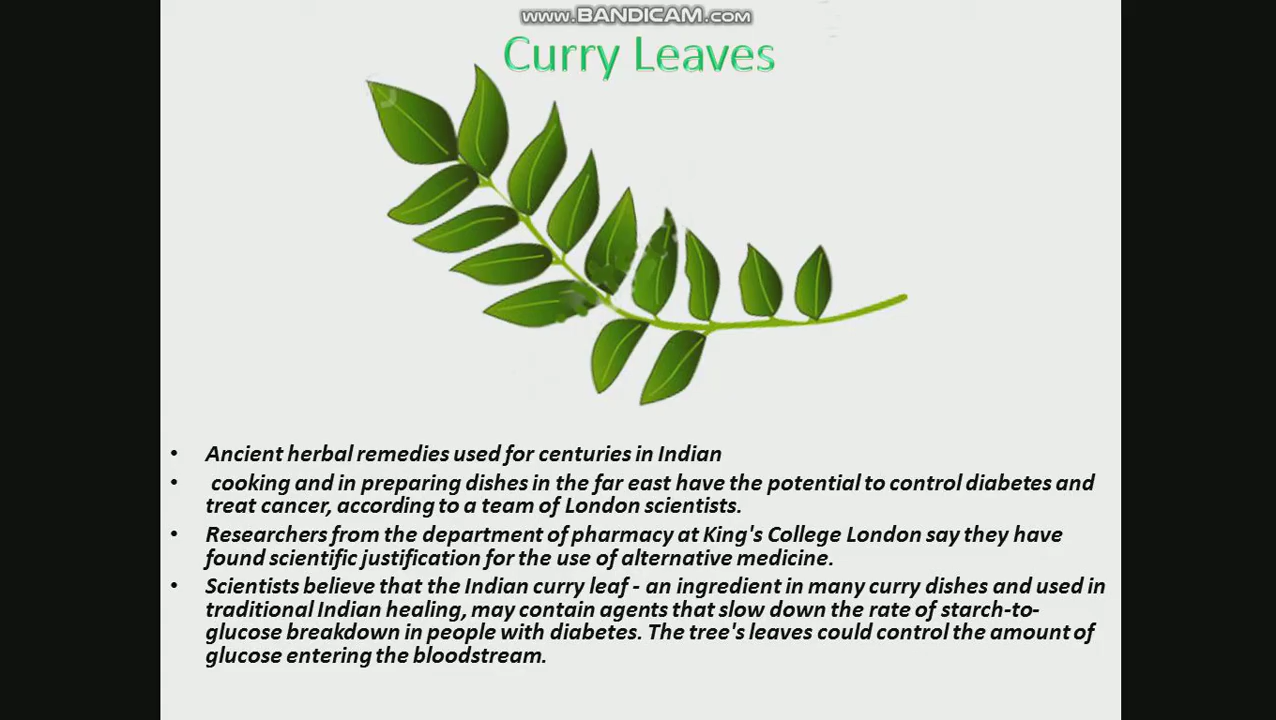 www.BANDICAM.com
Curry Leaves
• Ancient herbal remedies used for centuries in Indian
• cooking and in preparing dishes in the far east have the potential to control diabetes and
treat cancer, according to a team of London scientists.
• Researchers from the department of pharmacy at King's College London say they have
found scientific justification for the use of alternative medicine.
• Scientists believe that the Indian curry leaf - an ingredient in many curry dishes and used in
traditional Indian healing, may contain agents that slow down the rate of starch-to-
glucose breakdown in people with diabetes. The tree's leaves could control the amount of
glucose entering the bloodstream.